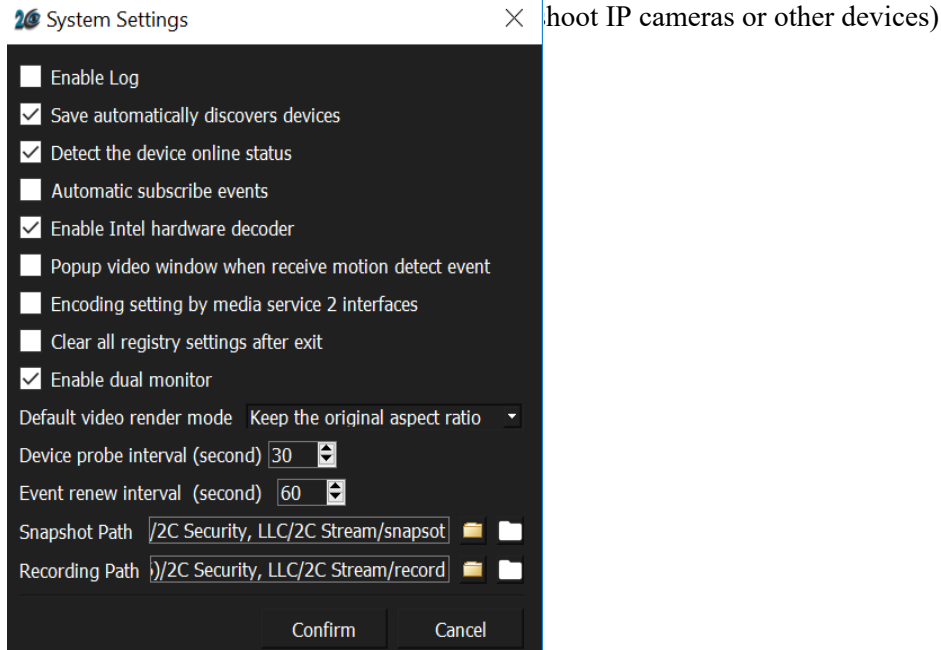 2C System Settings
hoot IP cameras or other devices)
Enable Log
Save automatically discovers devices
Detect the device online status
Automatic subscribe events
Enable Intel hardware decoder
Popup video window when receive motion detect event
Encoding setting by media service 2 interfaces
Clear all registry settings after exit
Enable dual monitor
Default video render mode Keep the original aspect ratio
Device probe interval (second) 30
Event renew interval (second) 60
Snapshot Path /2C Security, LLC/2C Stream/snapsot
Recording Path )/2C Security, LLC/2C Stream/record
Confirm Cancel